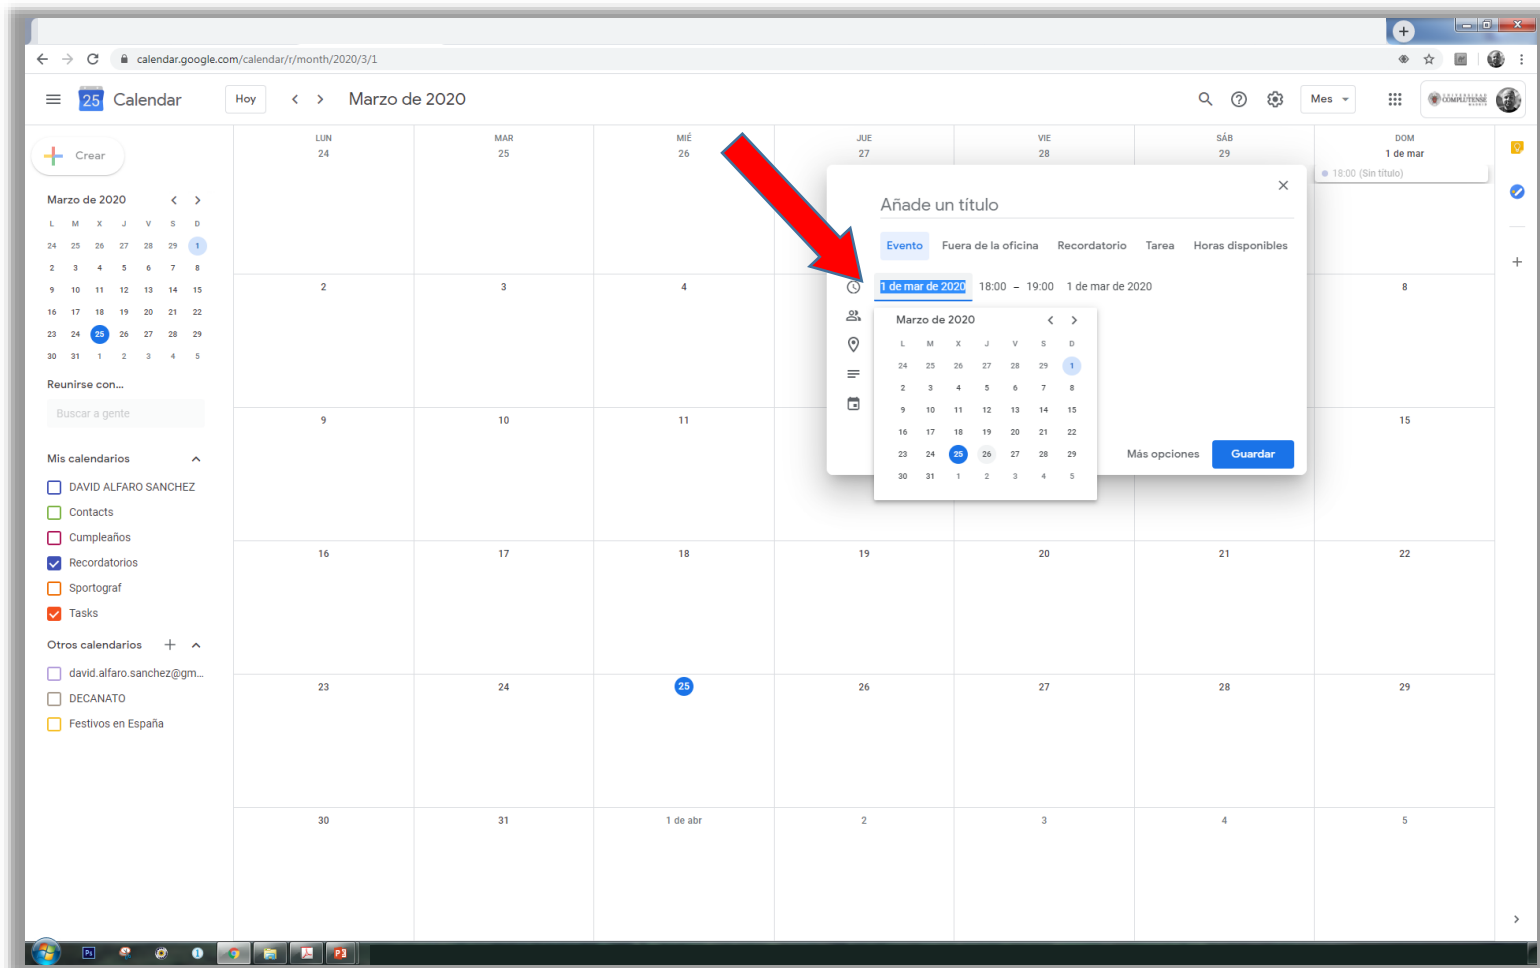 calendar.google.com/calendar/r/month/2020/3/1
25 Calendar Hoy Marzo de 2020 Mes
COMPLUTENSE
Crear
Marzo de 2020
L M X J V S D
24 25 26 27 28 29 1
2 3 4 5 6 7 8
9 10 11 12 13 14 15
16 17 18 19 20 21 22
23 24 25 26 27 28 29
30 31 1 2 3 4 5
Reunirse con...
Buscar a gente
Mis calendarios
DAVID ALFARO SANCHEZ
Contacts
Cumpleaños
Recordatorios
Sportograf
Tasks
Otros calendarios
david.alfaro.sanchez@gm...
DECANATO
Festivos en España
LUN MAR MIÉ JUE VIE SÁB DOM
24 25 26 27 28 29 1 de mar
18:00 (Sin título)
2 3 4 8
9 10 11 15
16 17 18 19 20 21 22
23 24 25 26 27 28 29
30 31 1 de abr 2 3 4 5
Añade un título
Evento Fuera de la oficina Recordatorio Tarea Horas disponibles
1 de mar de 2020 18:00 – 19:00 1 de mar de 2020
Marzo de 2020
L M X J V S D
24 25 26 27 28 29 1
2 3 4 5 6 7 8
9 10 11 12 13 14 15
16 17 18 19 20 21 22
23 24 25 26 27 28 29
30 31 1 2 3 4 5
Más opciones Guardar
Ps